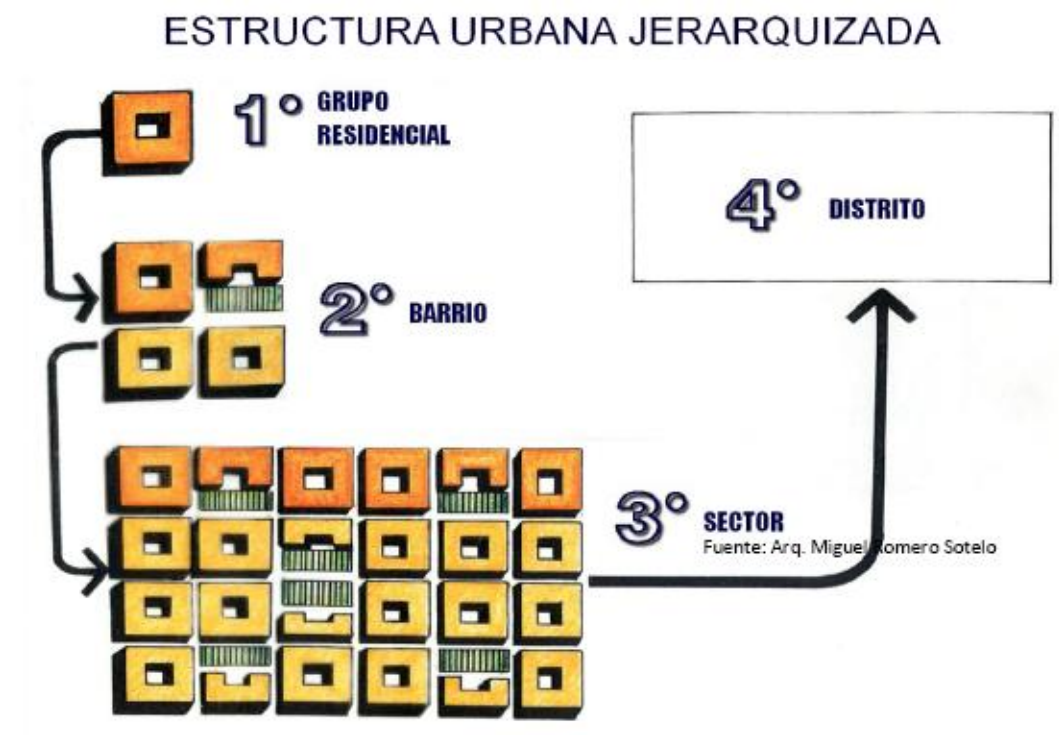 ESTRUCTURA URBANA JERARQUIZADA
1° GRUPO
RESIDENCIAL
4° DISTRITO
2° BARRIO
3° SECTOR
Fuente: Arq. Miguel Romero Sotelo